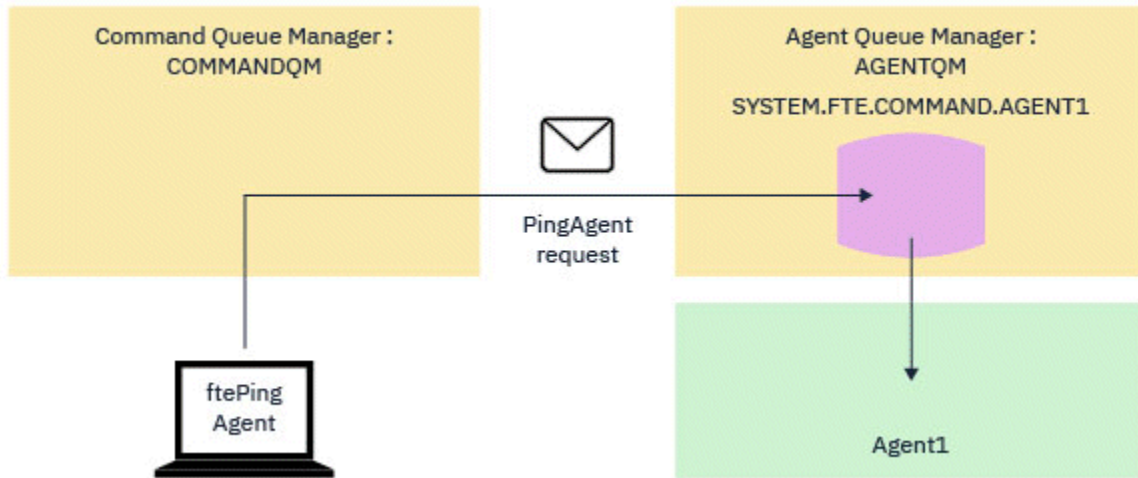 Command Queue Manager :
COMMANDQM
Agent Queue Manager :
AGENTQM
SYSTEM.FTE.COMMAND.AGENT1
PingAgent
request
ftePing
Agent
Agent1